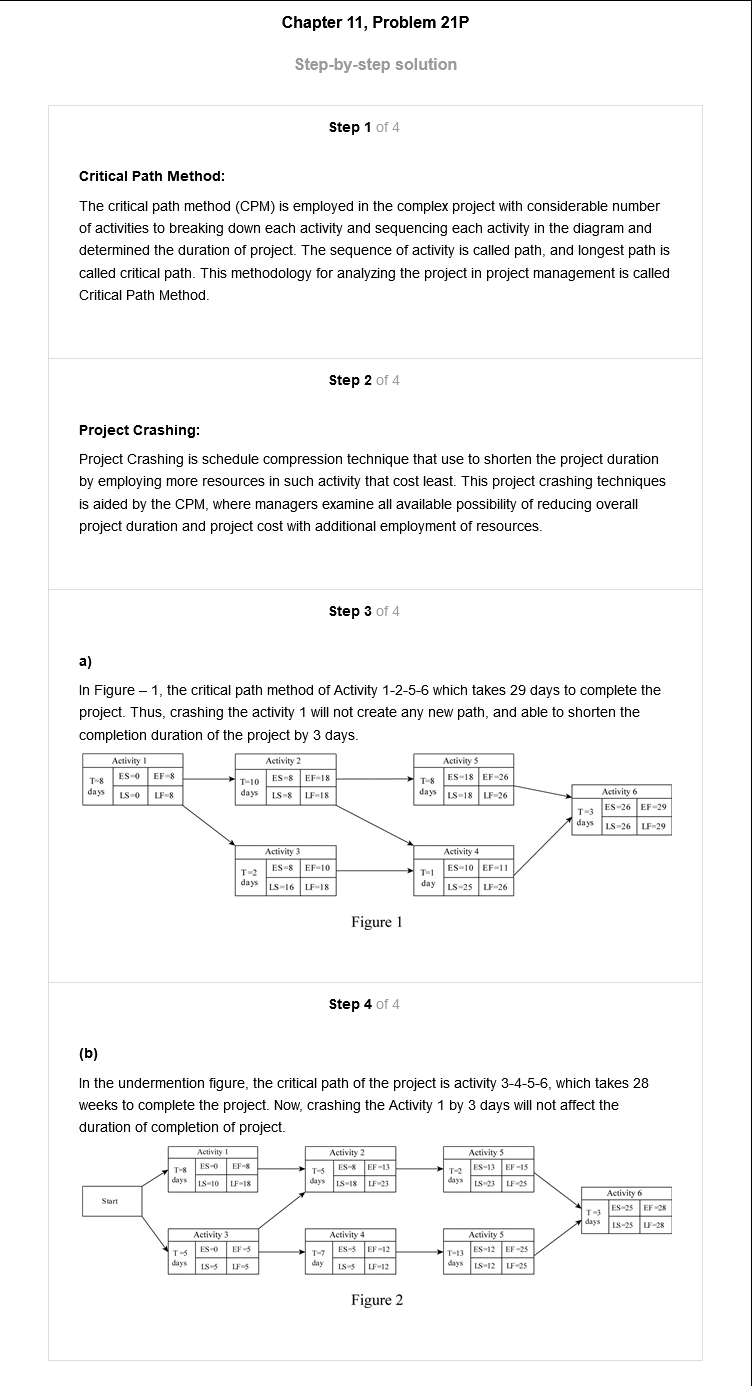 Chapter 11, Problem 21P
Step-by-step solution
Step 1 of 4
Critical Path Method:
The critical path method (CPM) is employed in the complex project with considerable number
of activities to breaking down each activity and sequencing each activity in the diagram and
determined the duration of project. The sequence of activity is called path, and longest path is
called critical path. This methodology for analyzing the project in project management is called
Critical Path Method.
Step 2 of 4
Project Crashing:
Project Crashing is schedule compression technique that use to shorten the project duration
by employing more resources in such activity that cost least. This project crashing techniques
is aided by the CPM, where managers examine all available possibility of reducing overall
project duration and project cost with additional employment of resources.
Step 3 of 4
a)
In Figure – 1, the critical path method of Activity 1-2-5-6 which takes 29 days to complete the
project. Thus, crashing the activity 1 will not create any new path, and able to shorten the
completion duration of the project by 3 days.
Activity 1
T=8 days
ES=0 EF=8
LS=0 LF=8
Activity 2
T=10 days
ES=8 EF=18
LS=8 LF=18
Activity 5
T=8 days
ES=18 EF=26
LS=18 LF=26
Activity 6
T=3 days
ES=26 EF=29
LS=26 LF=29
Activity 3
T=2 days
ES=8 EF=10
LS=16 LF=18
Activity 4
T=1 day
ES=10 EF=11
LS=25 LF=26
Figure 1
Step 4 of 4
(b)
In the undermention figure, the critical path of the project is activity 3-4-5-6, which takes 28
weeks to complete the project. Now, crashing the Activity 1 by 3 days will not affect the
duration of completion of project.
Start
Activity 1
T=8 days
ES=0 EF=8
LS=10 LF=18
Activity 2
T=5 days
ES=8 EF=13
LS=18 LF=23
Activity 5
T=2 days
ES=13 EF=15
LS=23 LF=25
Activity 6
T=3 days
ES=25 EF=28
LS=25 LF=28
Activity 3
T=5 days
ES=0 EF=5
LS=5 LF=5
Activity 4
T=7 day
ES=5 EF=12
LS=5 LF=12
Activity 5
T=13 days
ES=12 EF=25
LS=12 LF=25
Figure 2